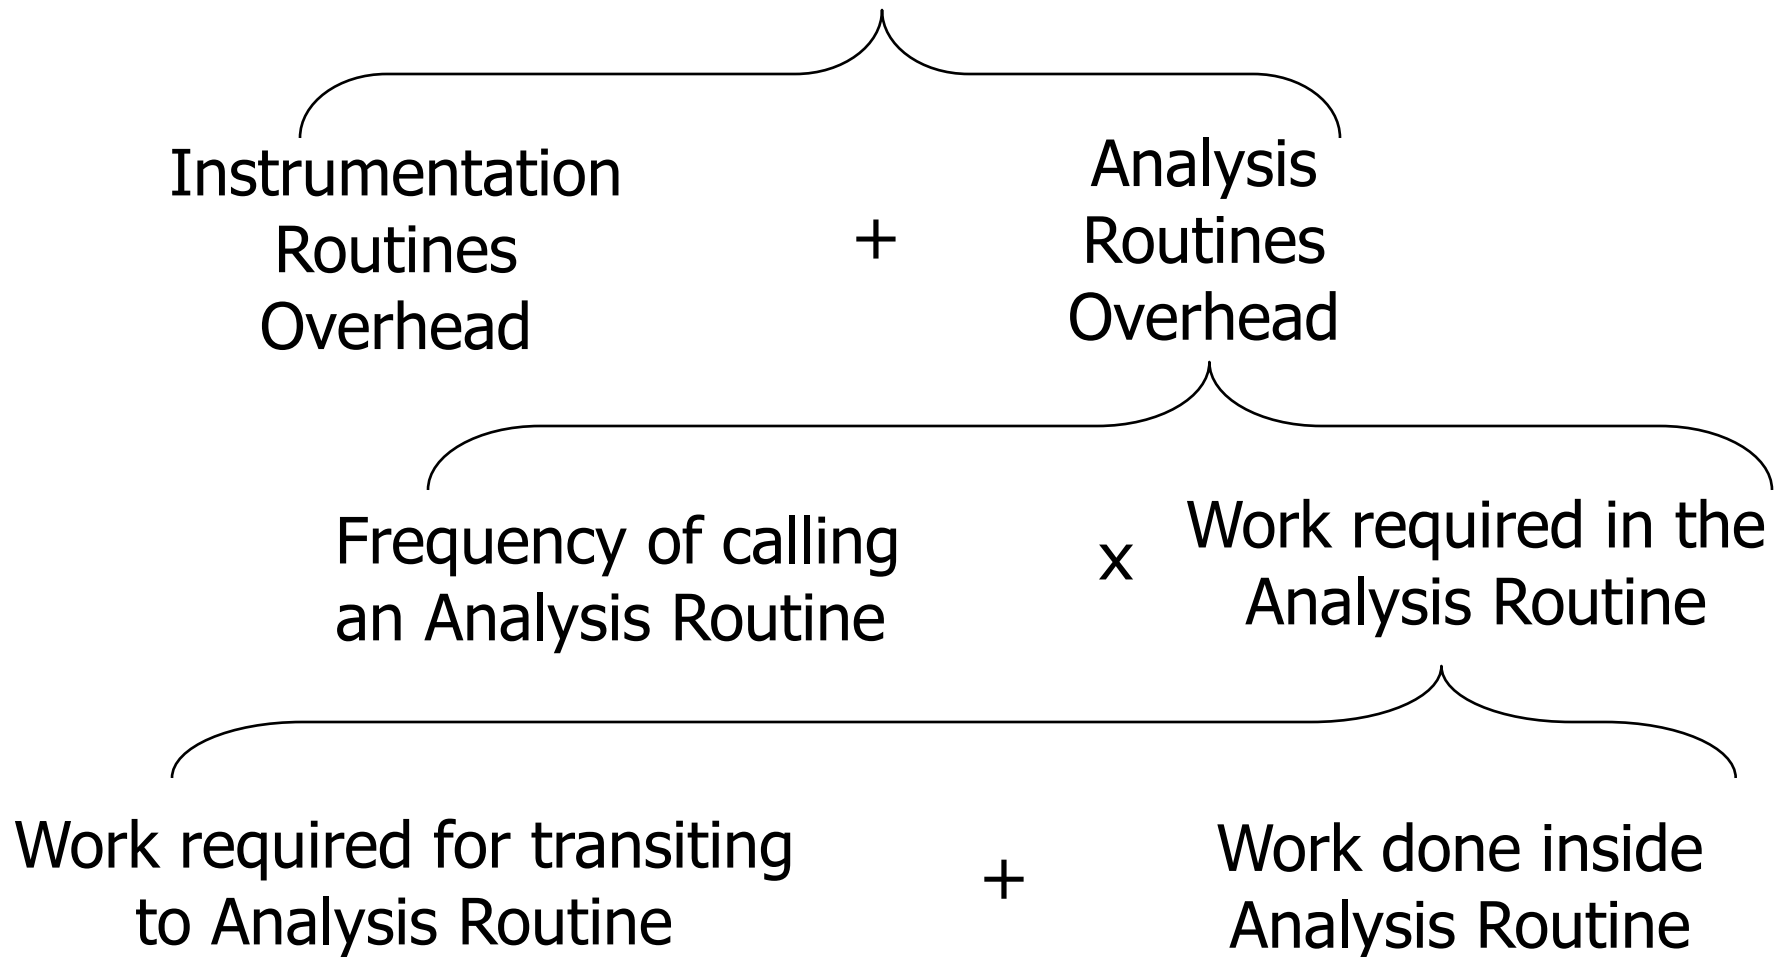 Instrumentation
Routines
Overhead
+
Analysis
Routines
Overhead
Frequency of calling
an Analysis Routine
x
Work required in the
Analysis Routine
Work required for transiting
to Analysis Routine
+
Work done inside
Analysis Routine